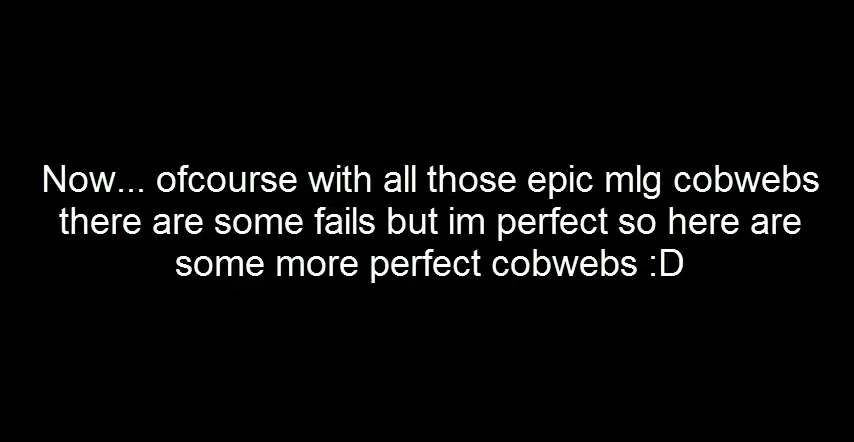 Now... ofcourse with all those epic mlg cobwebs
there are some fails but im perfect so here are
some more perfect cobwebs :D